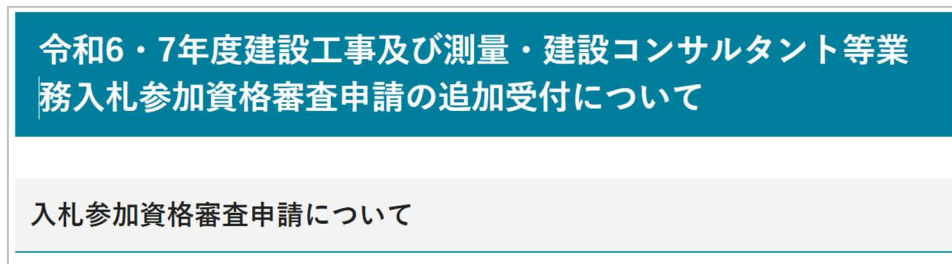 令和6・7年度建設工事及び測量・建設コンサルタント等業
務入札参加資格審査申請の追加受付について
入札参加資格審査申請について